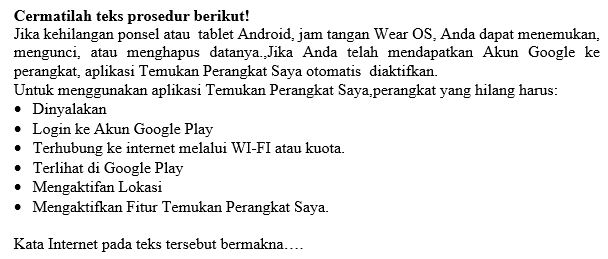 Cermatilah teks prosedur berikut!
Jika kehilangan ponsel atau tablet Android, jam tangan Wear OS, Anda dapat menemukan,
mengunci, atau menghapus datanya.,Jika Anda telah mendapatkan Akun Google ke
perangkat, aplikasi Temukan Perangkat Saya otomatis diaktifkan.
Untuk menggunakan aplikasi Temukan Perangkat Saya,perangkat yang hilang harus:
• Dinyalakan
• Login ke Akun Google Play
• Terhubung ke internet melalui WI-FI atau kuota.
• Terlihat di Google Play
• Mengaktifan Lokasi
• Mengaktifkan Fitur Temukan Perangkat Saya.
Kata Internet pada teks tersebut bermakna….